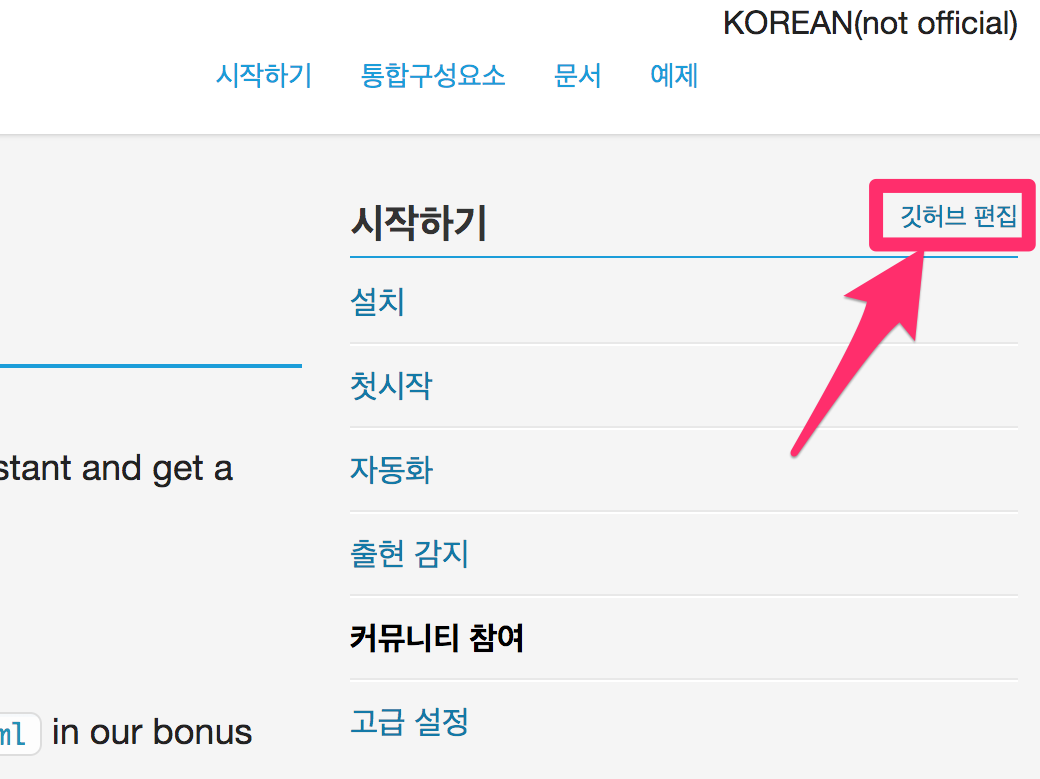 KOREAN(not official)
시작하기 통합구성요소 문서 예제
시작하기 깃허브 편집
설치
첫시작
자동화
stant and get a
출현 감지
커뮤니티 참여
고급 설정
ml in our bonus